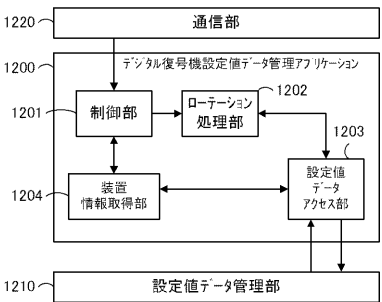 1220
通信部
1200
デジタル復号機設定値データ管理アプリケーション
1202
1201
制御部
ローテーション
処理部
1203
1204
装置
情報取得部
設定値
データ
アクセス部
1210
設定値データ管理部